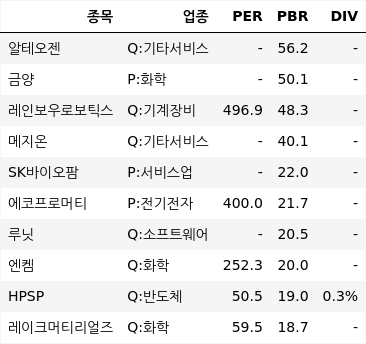 종목 업종 PER PBR DIV
알테오젠 Q:기타서비스 - 56.2 -
금양 P:화학 - 50.1 -
레인보우로보틱스 Q:기계장비 496.9 48.3 -
메지온 Q:기타서비스 - 40.1 -
SK바이오팜 P:서비스업 - 22.0 -
에코프로머티 P:전기전자 400.0 21.7 -
루닛 Q:소프트웨어 - 20.5 -
엔켐 Q:화학 252.3 20.0 -
HPSP Q:반도체 50.5 19.0 0.3%
레이크머티리얼즈 Q:화학 59.5 18.7 -